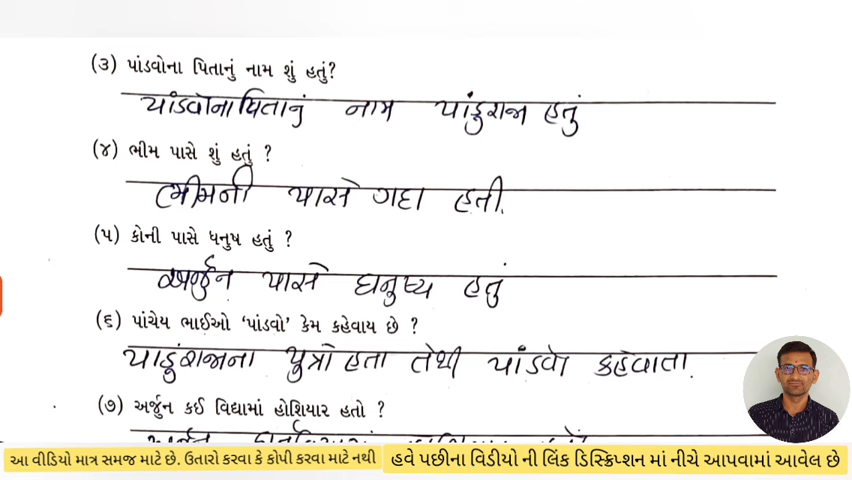 (૩) પાંડવોના પિતાનું નામ શું હતું?
પાંડવોના પિતાનું નામ પાંડુરાજા હતું
(૪) ભીમ પાસે શું હતું ?
ભીમની પાસે ગદા હતી.
(૫) કોની પાસે ધનુષ હતું ?
અર્જુન પાસે ધનુષ્ય હતું
(૬) પાંચેય ભાઈઓ ‘પાંડવો’ કેમ કહેવાય છે ?
પાડુંરાજાના પુત્રો હતા તેથી પાંડવો કહેવાતા.
(૭) અર્જુન કઈ વિદ્યામાં હોશિયાર હતો ?
આ વીડિયો માત્ર સમજ માટે છે. ઉતારો કરવા કે કોપી કરવા માટે નથી
હવે પછીના વિડીયો ની લિંક ડિસ્ક્રિપ્શન માં નીચે આપવામાં આવેલ છે